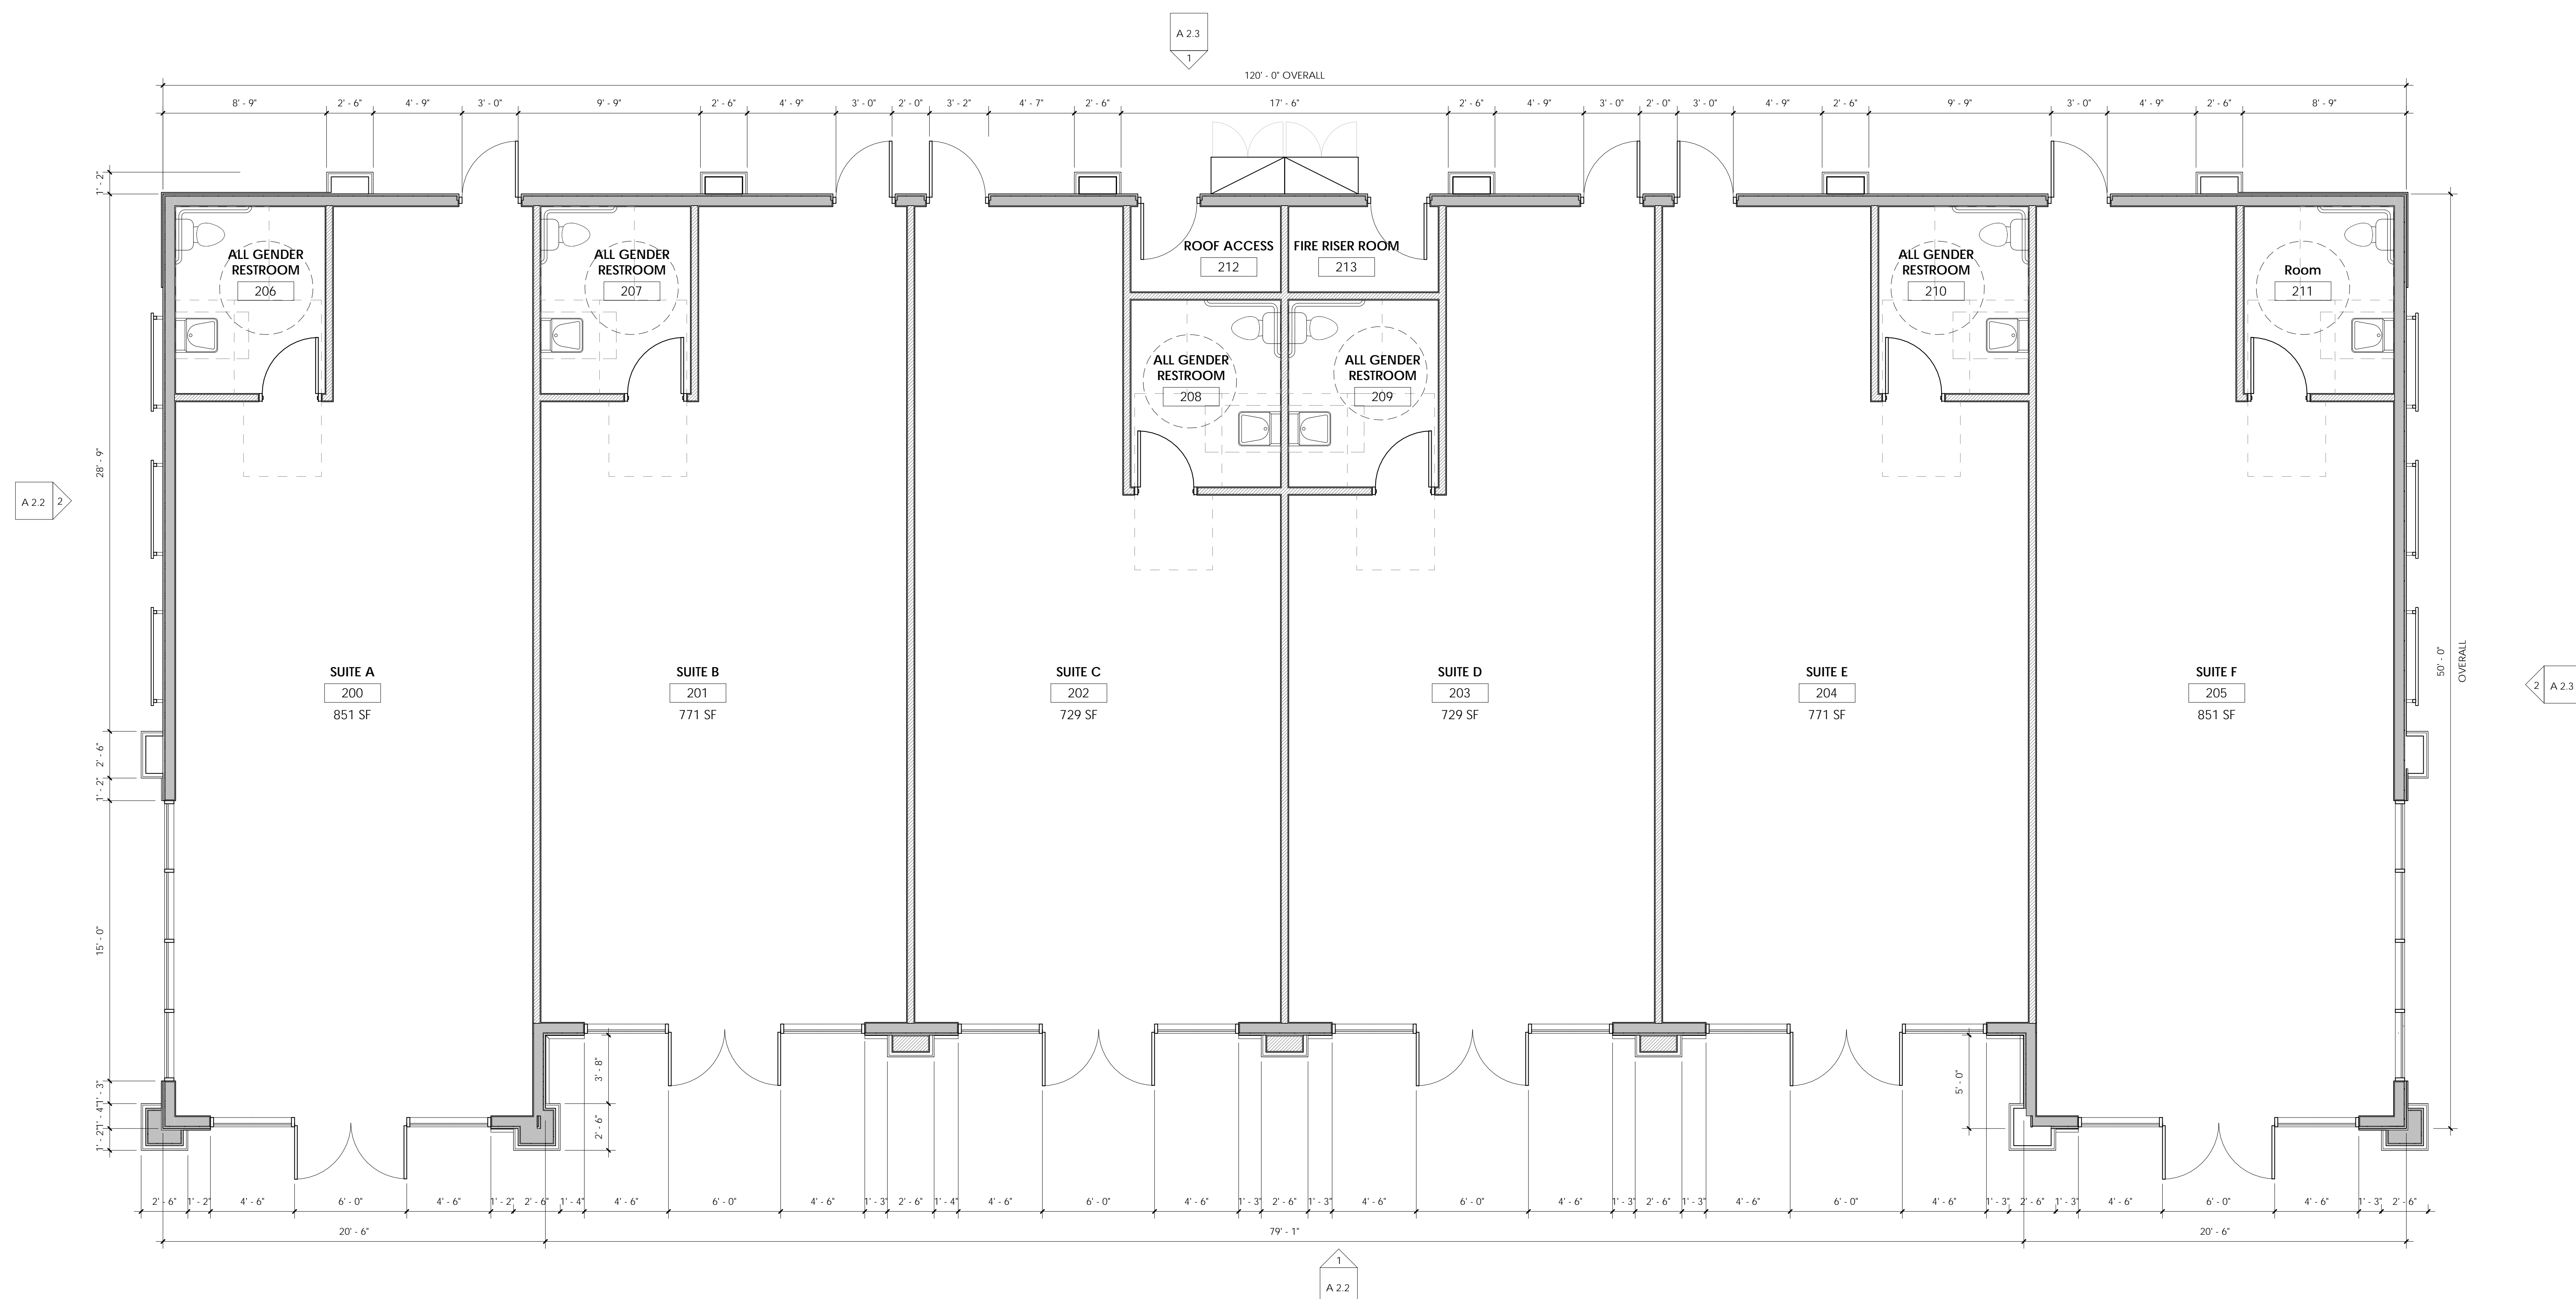 A 2.3
1
120' - 0" OVERALL
8' - 9" 2' - 6" 4' - 9" 3' - 0" 9' - 9" 2' - 6" 4' - 9" 3' - 0" 2' - 0" 3' - 2" 4' - 7" 2' - 6" 17' - 6" 2' - 6" 4' - 9" 3' - 0" 2' - 0" 3' - 0" 4' - 9" 2' - 6" 9' - 9" 3' - 0" 4' - 9" 2' - 6" 8' - 9"
1' - 2"
ROOF ACCESS
212
FIRE RISER ROOM
213
ALL GENDER
RESTROOM
206
ALL GENDER
RESTROOM
207
ALL GENDER
RESTROOM
210
Room
211
ALL GENDER
RESTROOM
208
ALL GENDER
RESTROOM
209
28' - 9"
A 2.2 2
SUITE A
200
851 SF
SUITE B
201
771 SF
SUITE C
202
729 SF
SUITE D
203
729 SF
SUITE E
204
771 SF
SUITE F
205
851 SF
50' - 0"
OVERALL
2 A 2.3
2' - 6"
1' - 2"
15' - 0"
1' - 3"
1' - 4"
1' - 2"
3' - 8"
2' - 6"
5' - 0"
2' - 6" 1' - 2" 4' - 6" 6' - 0" 4' - 6" 1' - 2" 2' - 6" 1' - 4" 4' - 6" 6' - 0" 4' - 6" 1' - 3" 2' - 6" 1' - 4" 4' - 6" 6' - 0" 4' - 6" 1' - 3" 2' - 6" 1' - 3" 4' - 6" 6' - 0" 4' - 6" 1' - 3" 2' - 6" 1' - 3" 4' - 6" 6' - 0" 4' - 6" 1' - 3" 2' - 6" 1' - 3" 4' - 6" 6' - 0" 4' - 6" 1' - 3" 2' - 6"
20' - 6" 79' - 1" 20' - 6"
1
A 2.2